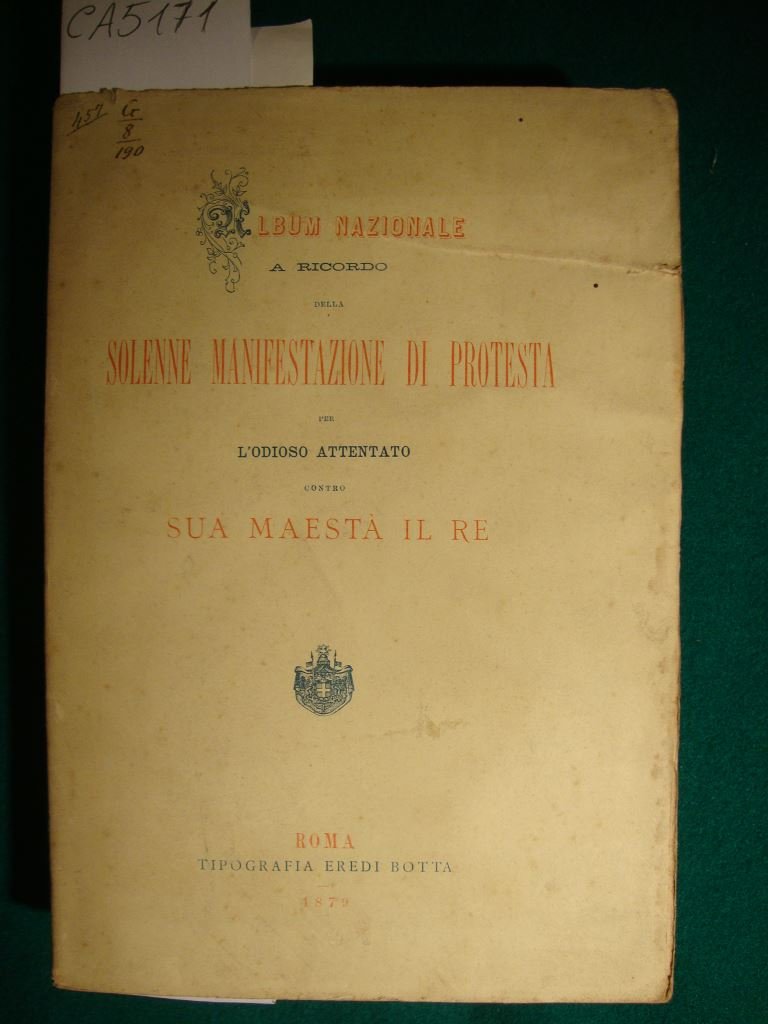 CA5171
457
G
8
190
ALBUM NAZIONALE
A RICORDO
DELLA
SOLENNE MANIFESTAZIONE DI PROTESTA
PER
L'ODIOSO ATTENTATO
CONTRO
SUA MAESTÀ IL RE
ROMA
TIPOGRAFIA EREDI BOTTA
1879